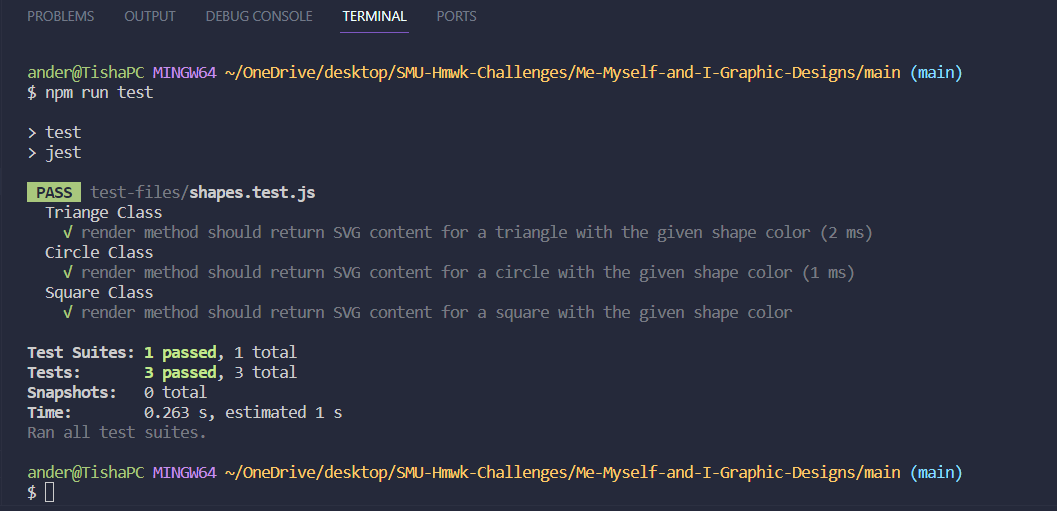 PROBLEMS OUTPUT DEBUG CONSOLE TERMINAL PORTS
ander@TishaPC MINGW64 ~/OneDrive/desktop/SMU-Hmwk-Challenges/Me-Myself-and-I-Graphic-Designs/main (main)
$ npm run test
> test
> jest
PASS test-files/shapes.test.js
Triange Class
√ render method should return SVG content for a triangle with the given shape color (2 ms)
Circle Class
√ render method should return SVG content for a circle with the given shape color (1 ms)
Square Class
√ render method should return SVG content for a square with the given shape color
Test Suites: 1 passed, 1 total
Tests: 3 passed, 3 total
Snapshots: 0 total
Time: 0.263 s, estimated 1 s
Ran all test suites.
ander@TishaPC MINGW64 ~/OneDrive/desktop/SMU-Hmwk-Challenges/Me-Myself-and-I-Graphic-Designs/main (main)
$